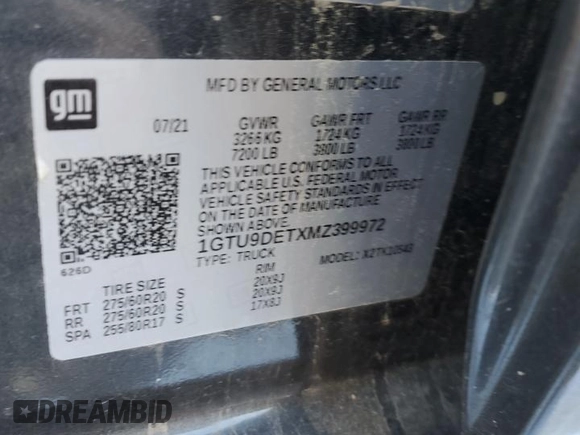 gm
MFD BY GENERAL MOTORS LLC
07/21 GVWR GAWR FRT GAWR RR
3266 KG 1724 KG 1724 KG
7200 LB 3800 LB 3800 LB
THIS VEHICLE CONFORMS TO ALL
APPLICABLE U.S. FEDERAL MOTOR
VEHICLE SAFETY STANDARDS IN EFFECT
ON THE DATE OF MANUFACTURE
SHOWN ABOVE.
1GTU9DETXMZ399972
TYPE: TRUCK MODEL: X2TK10543
626D
TIRE SIZE RIM
FRT 275/60R20 S 20X9J
RR 275/60R20 S 20X9J
SPA 255/80R17 S 17X8J
DREAMBID